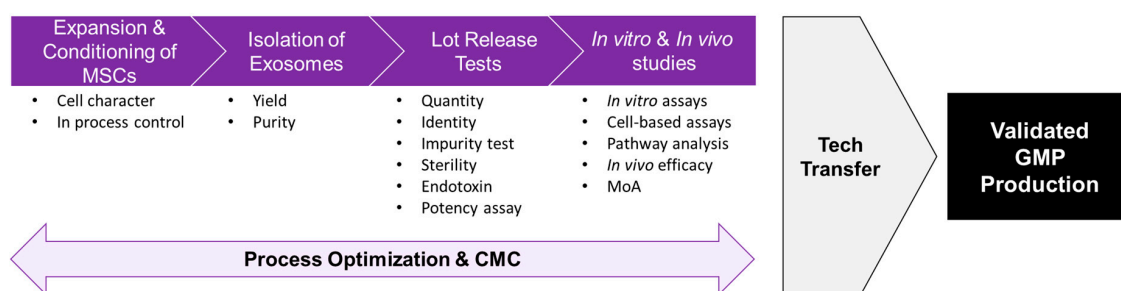 Expansion &
Conditioning of
MSCs
• Cell character
• In process control
Isolation of
Exosomes
• Yield
• Purity
Lot Release
Tests
• Quantity
• Identity
• Impurity test
• Sterility
• Endotoxin
• Potency assay
In vitro & In vivo
studies
• In vitro assays
• Cell-based assays
• Pathway analysis
• In vivo efficacy
• MoA
Process Optimization & CMC
Tech
Transfer
Validated
GMP
Production